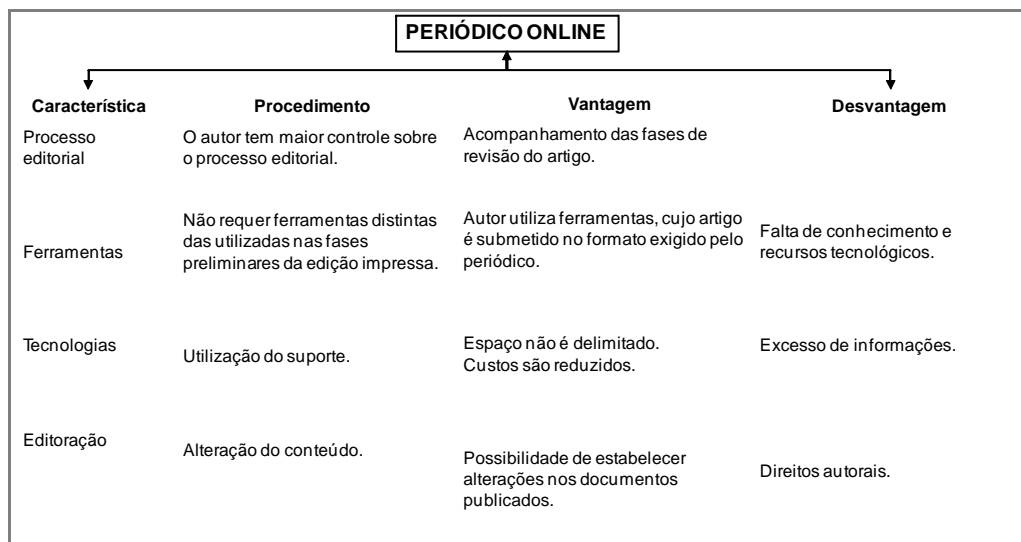 PERIÓDICO ONLINE
Característica
Procedimento
Vantagem
Desvantagem
Processo
editorial
O autor tem maior controle sobre
o processo editorial.
Acompanhamento das fases de
revisão do artigo.
Ferramentas
Não requer ferramentas distintas
das utilizadas nas fases
preliminares da edição impressa.
Autor utiliza ferramentas, cujo artigo
é submetido no formato exigido pelo
periódico.
Falta de conhecimento e
recursos tecnológicos.
Tecnologias
Utilização do suporte.
Espaço não é delimitado.
Custos são reduzidos.
Excesso de informações.
Editoração
Alteração do conteúdo.
Possibilidade de estabelecer
alterações nos documentos
publicados.
Direitos autorais.